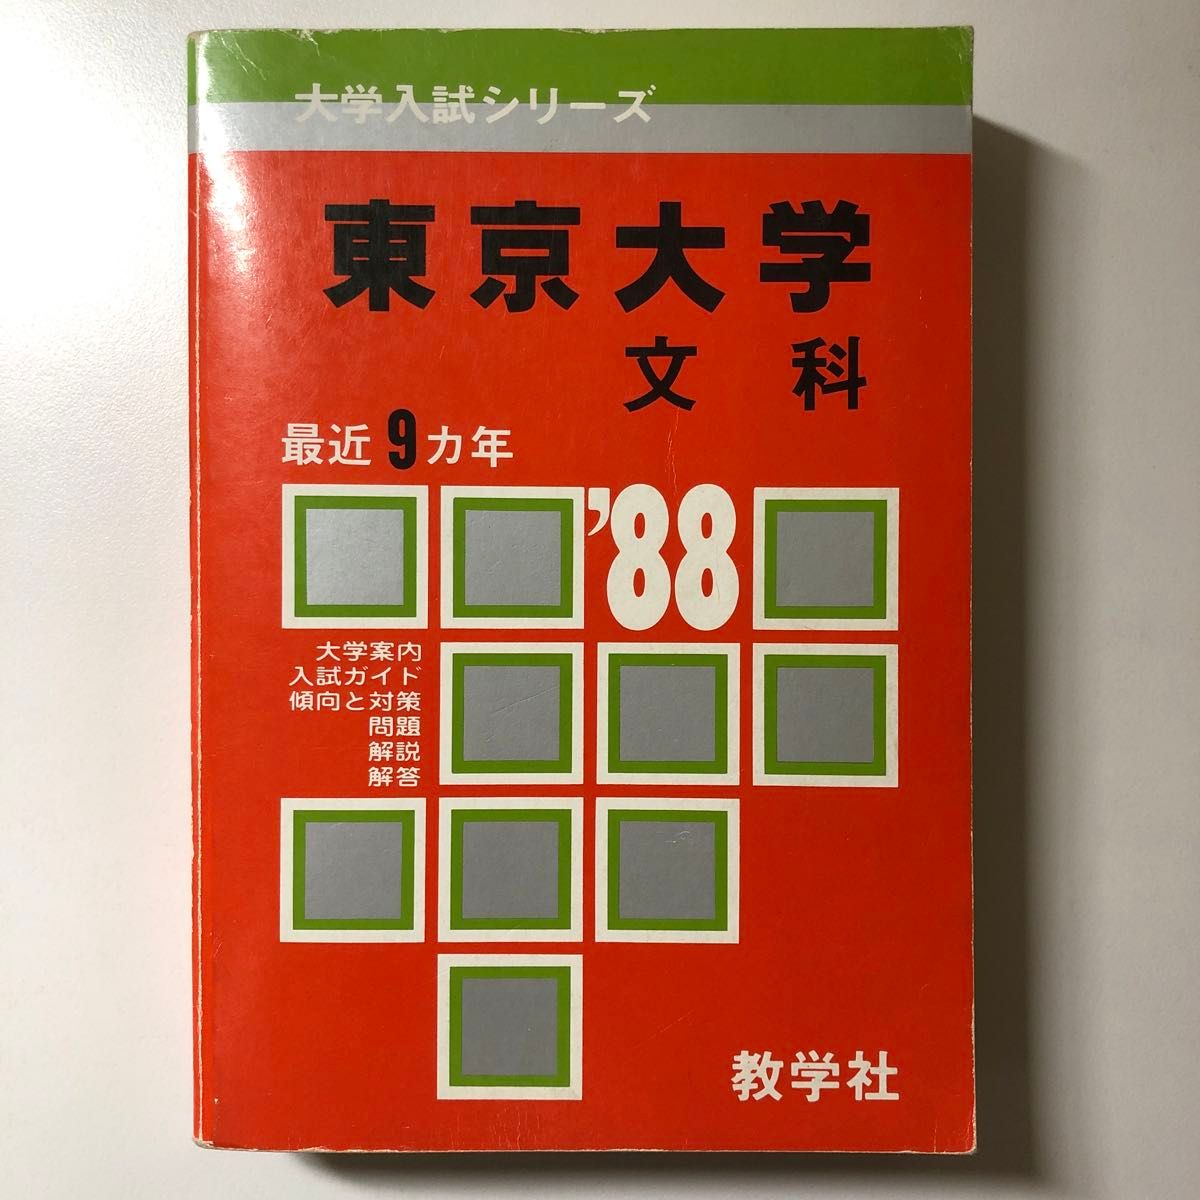 大学入試シリーズ
東京大学
文科
最近9カ年
'88
大学案内
入試ガイド
傾向と対策
問題
解説
解答
教学社